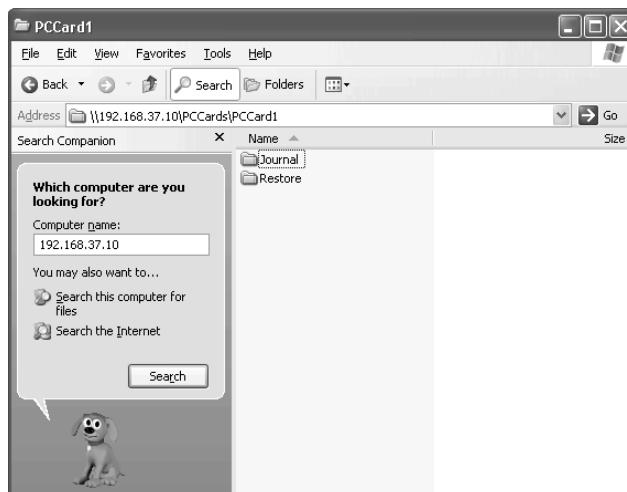 PCCard1
File Edit View Favorites Tools Help
Back Search Folders
Address \\192.168.37.10\PCCards\PCCard1 Go
Search Companion Name Size
Journal
Restore
Which computer are you
looking for?
Computer name:
192.168.37.10
You may also want to...
Search this computer for
files
Search the Internet
Search